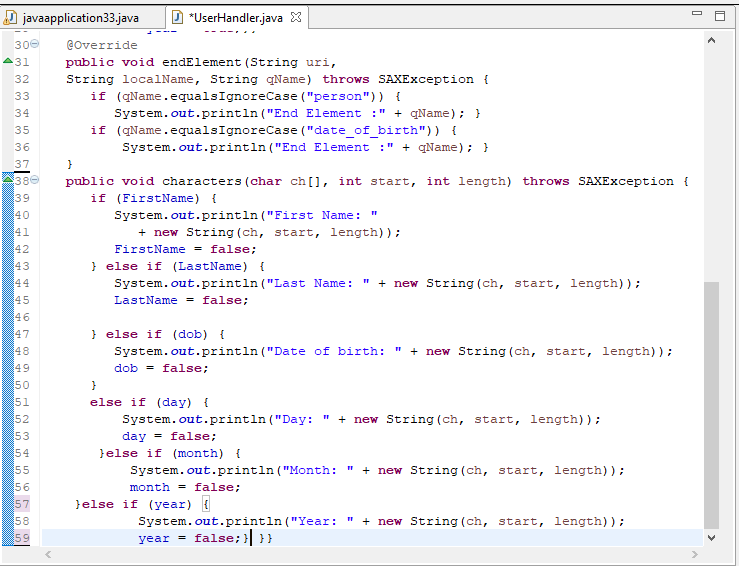 javaapplication33.java *UserHandler.java
30 @Override
31 public void endElement(String uri,
32 String localName, String qName) throws SAXException {
33 if (qName.equalsIgnoreCase("person")) {
34 System.out.println("End Element :" + qName); }
35 if (qName.equalsIgnoreCase("date_of_birth")) {
36 System.out.println("End Element :" + qName); }
37 }
38 public void characters(char ch[], int start, int length) throws SAXException {
39 if (FirstName) {
40 System.out.println("First Name: "
41 + new String(ch, start, length));
42 FirstName = false;
43 } else if (LastName) {
44 System.out.println("Last Name: " + new String(ch, start, length));
45 LastName = false;
46
47 } else if (dob) {
48 System.out.println("Date of birth: " + new String(ch, start, length));
49 dob = false;
50 }
51 else if (day) {
52 System.out.println("Day: " + new String(ch, start, length));
53 day = false;
54 }else if (month) {
55 System.out.println("Month: " + new String(ch, start, length));
56 month = false;
57 }else if (year) {
58 System.out.println("Year: " + new String(ch, start, length));
59 year = false;} }}